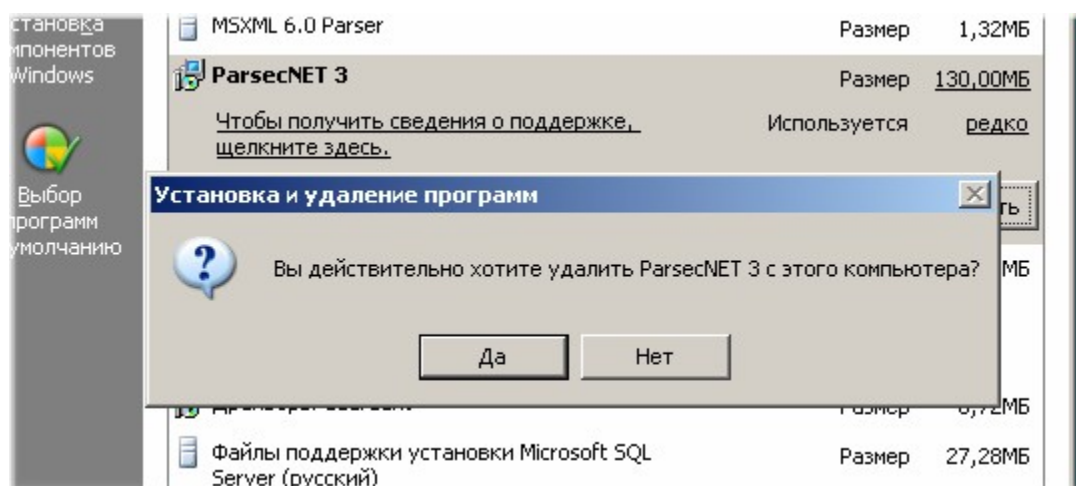 MSXML 6.0 Parser
Размер 1,32МБ
Windows
ParsecNET 3
Размер 130,00МБ
Чтобы получить сведения о поддержке,
щелкните здесь.
Используется редко
Выбор
Установка и удаление программ
Вы действительно хотите удалить ParsecNET 3 с этого компьютера?
МБ
Да
Нет
Файлы поддержки установки Microsoft SQL
Server (русский)
Размер 27,28МБ